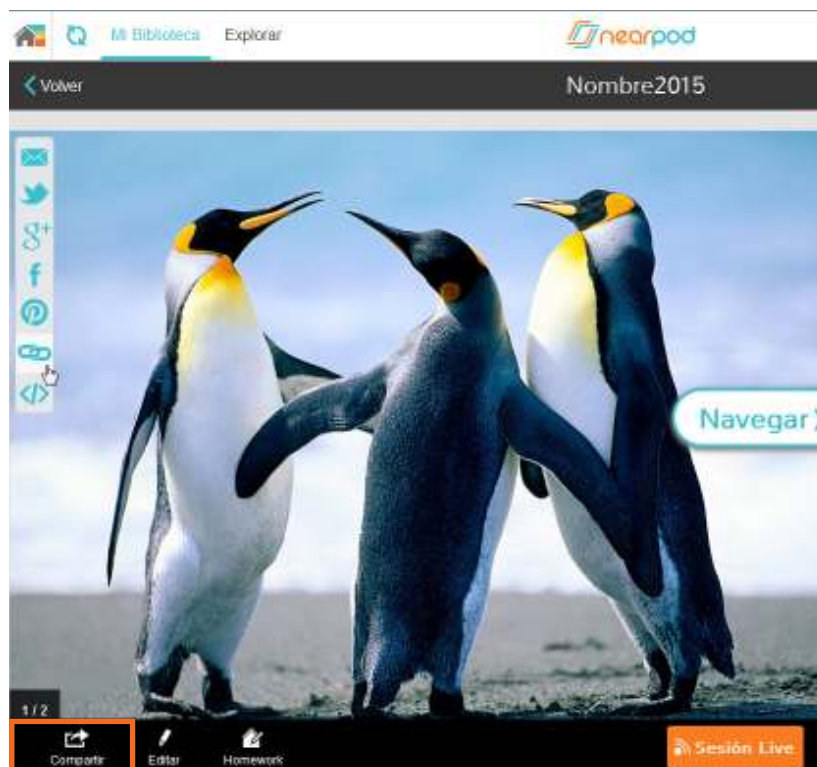 Mi Biblioteca Explorar nearpod
Volver Nombre2015
Navegar
1 / 2
Compartir Editar Homework Sesión Live